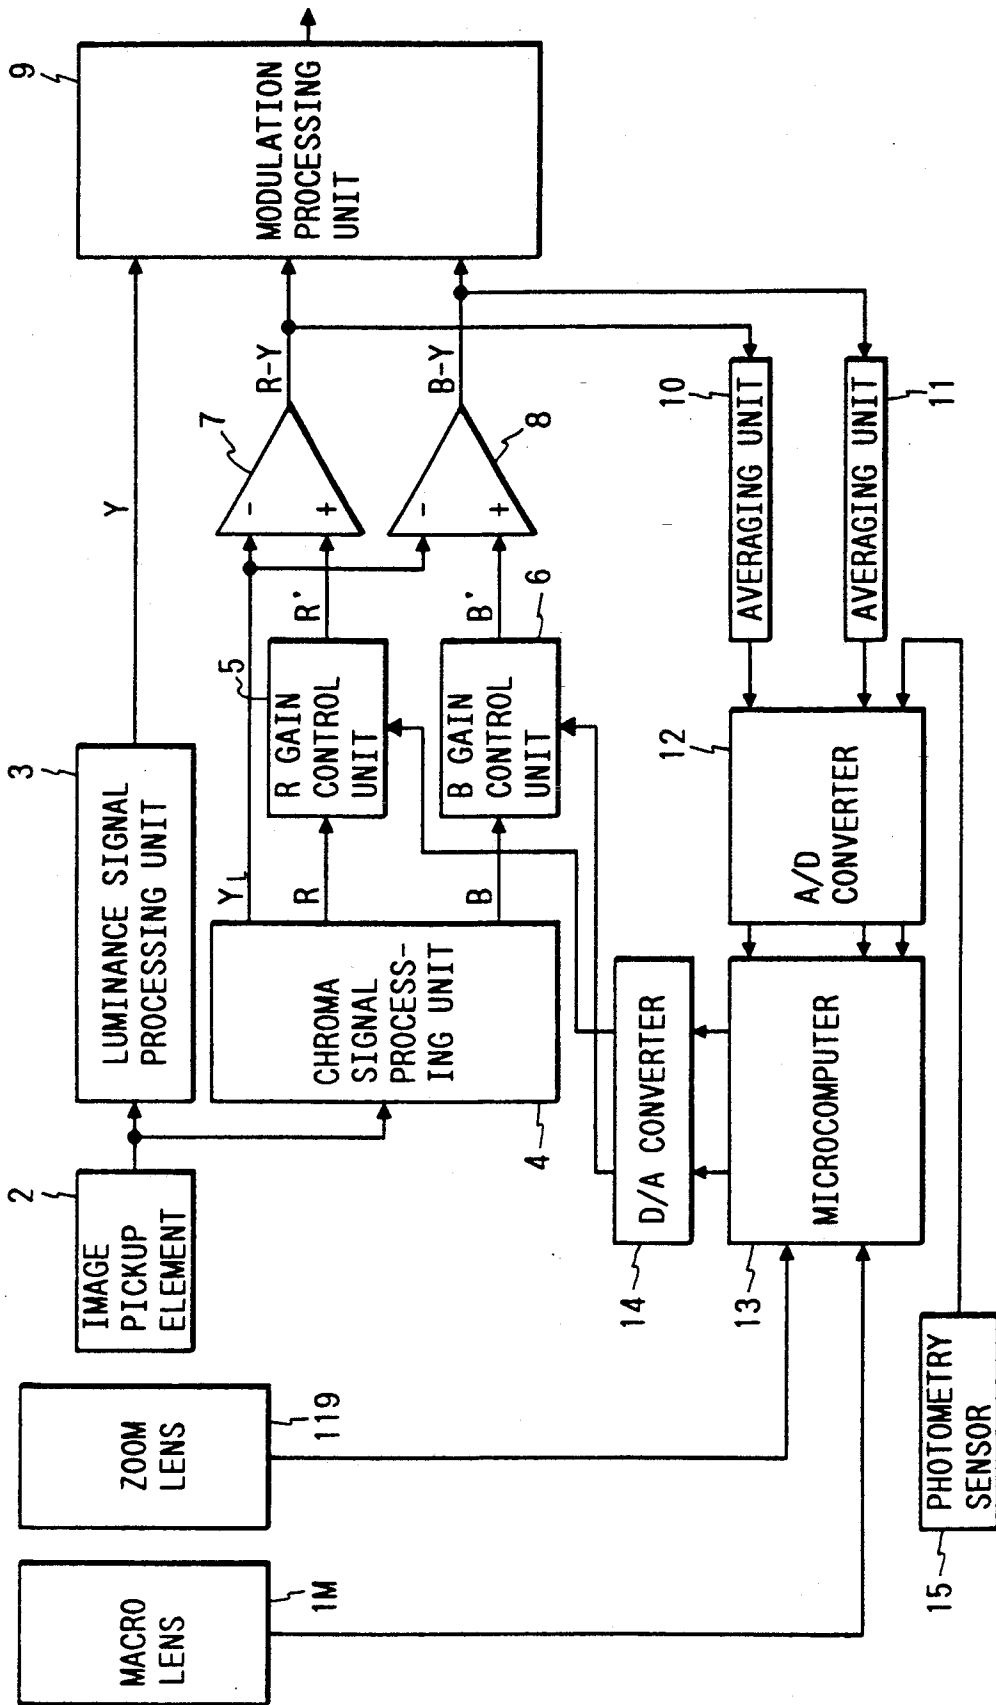 MACRO
LENS
1M
ZOOM
LENS
119
IMAGE
PICKUP
ELEMENT
2
LUMINANCE SIGNAL
PROCESSING UNIT
3
Y
MODULATION
PROCESSING
UNIT
9
CHROMA
SIGNAL
PROCESS-
ING UNIT
4
YL
R
B
R GAIN
CONTROL
UNIT
5
B GAIN
CONTROL
UNIT
6
R'
B'
-
+
7
-
+
8
R-Y
B-Y
D/A CONVERTER
14
MICROCOMPUTER
13
A/D
CONVERTER
12
AVERAGING UNIT
10
AVERAGING UNIT
11
PHOTOMETRY
SENSOR
15